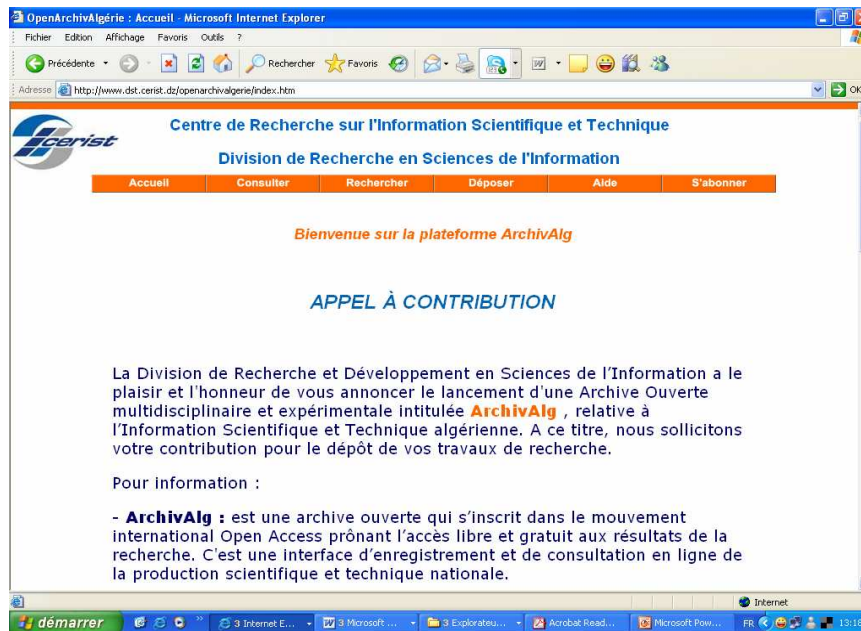 OpenArchivAlgérie : Accueil - Microsoft Internet Explorer
Fichier Edition Affichage Favoris Outils ?
Précédente Rechercher Favoris
Adresse http://www.dst.cerist.dz/openarchivalgerie/index.htm OK
cerist
Centre de Recherche sur l'Information Scientifique et Technique
Division de Recherche en Sciences de l'Information
Accueil Consulter Rechercher Déposer Aide S'abonner
Bienvenue sur la plateforme ArchivAlg
APPEL À CONTRIBUTION
La Division de Recherche et Développement en Sciences de l'Information a le
plaisir et l'honneur de vous annoncer le lancement d'une Archive Ouverte
multidisciplinaire et expérimentale intitulée ArchivAlg , relative à
l'Information Scientifique et Technique algérienne. A ce titre, nous sollicitons
votre contribution pour le dépôt de vos travaux de recherche.
Pour information :
- ArchivAlg : est une archive ouverte qui s'inscrit dans le mouvement
international Open Access prônant l'accès libre et gratuit aux résultats de la
recherche. C'est une interface d'enregistrement et de consultation en ligne de
la production scientifique et technique nationale.
Internet
démarrer 3 Internet E... 3 Microsoft ... 3 Explorateu... Acrobat Read... Microsoft Pow... FR 13:18